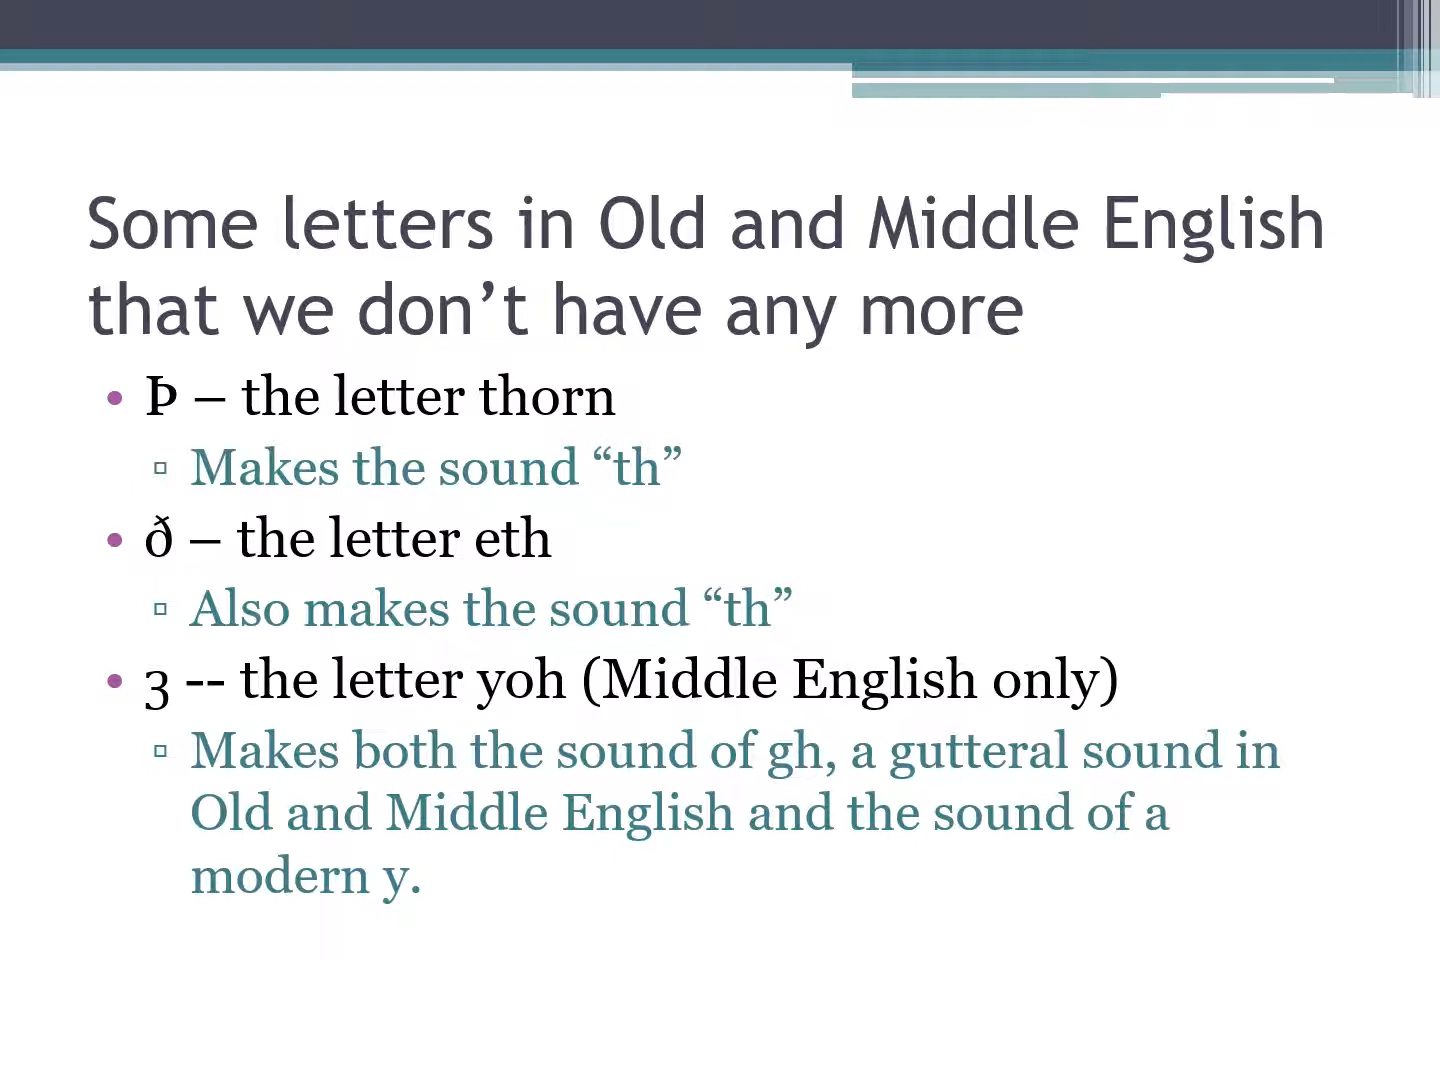 Some letters in Old and Middle English
that we don’t have any more
• Þ – the letter thorn
▫ Makes the sound “th”
• ð – the letter eth
▫ Also makes the sound “th”
• ȝ -- the letter yoh (Middle English only)
▫ Makes both the sound of gh, a gutteral sound in
Old and Middle English and the sound of a
modern y.